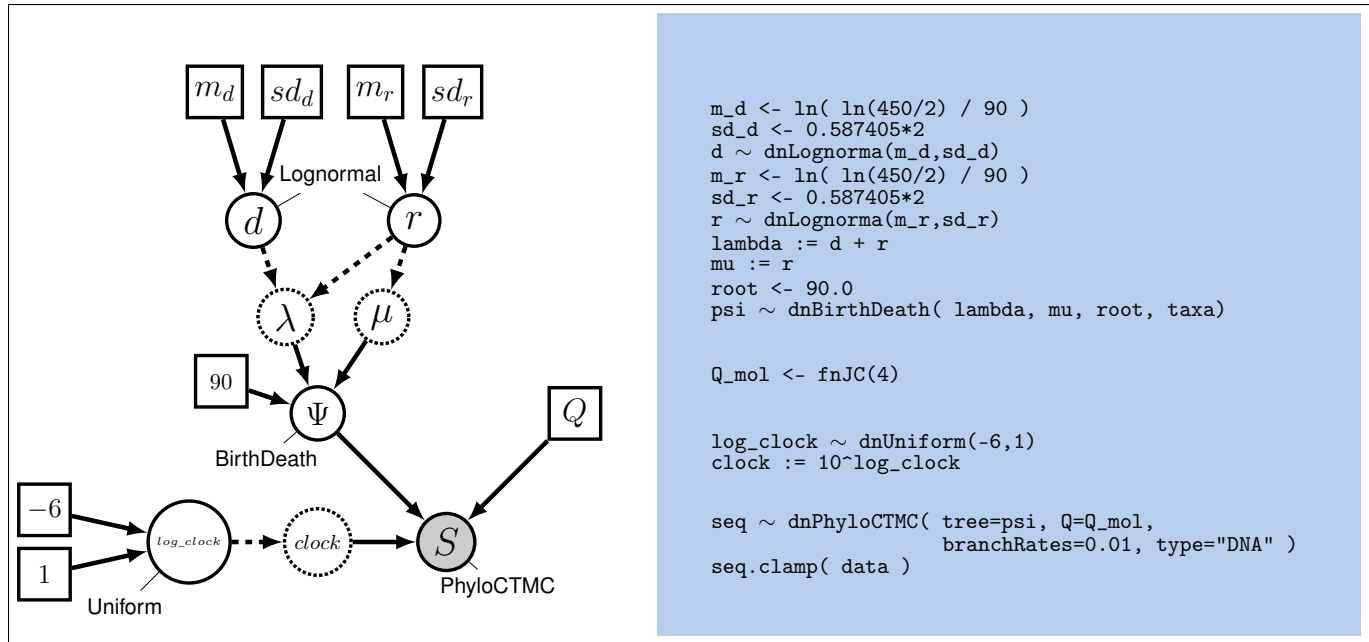 m_d sd_d m_r sd_r
Lognormal
d r
λ μ
90
Ψ Q
BirthDeath
−6
log_clock clock S
1
PhyloCTMC
Uniform
m_d <- ln( ln(450/2) / 90 )
sd_d <- 0.587405*2
d ∼ dnLognorma(m_d,sd_d)
m_r <- ln( ln(450/2) / 90 )
sd_r <- 0.587405*2
r ∼ dnLognorma(m_r,sd_r)
lambda := d + r
mu := r
root <- 90.0
psi ∼ dnBirthDeath( lambda, mu, root, taxa)
Q_mol <- fnJC(4)
log_clock ∼ dnUniform(-6,1)
clock := 10^log_clock
seq ∼ dnPhyloCTMC( tree=psi, Q=Q_mol,
branchRates=0.01, type="DNA" )
seq.clamp( data )